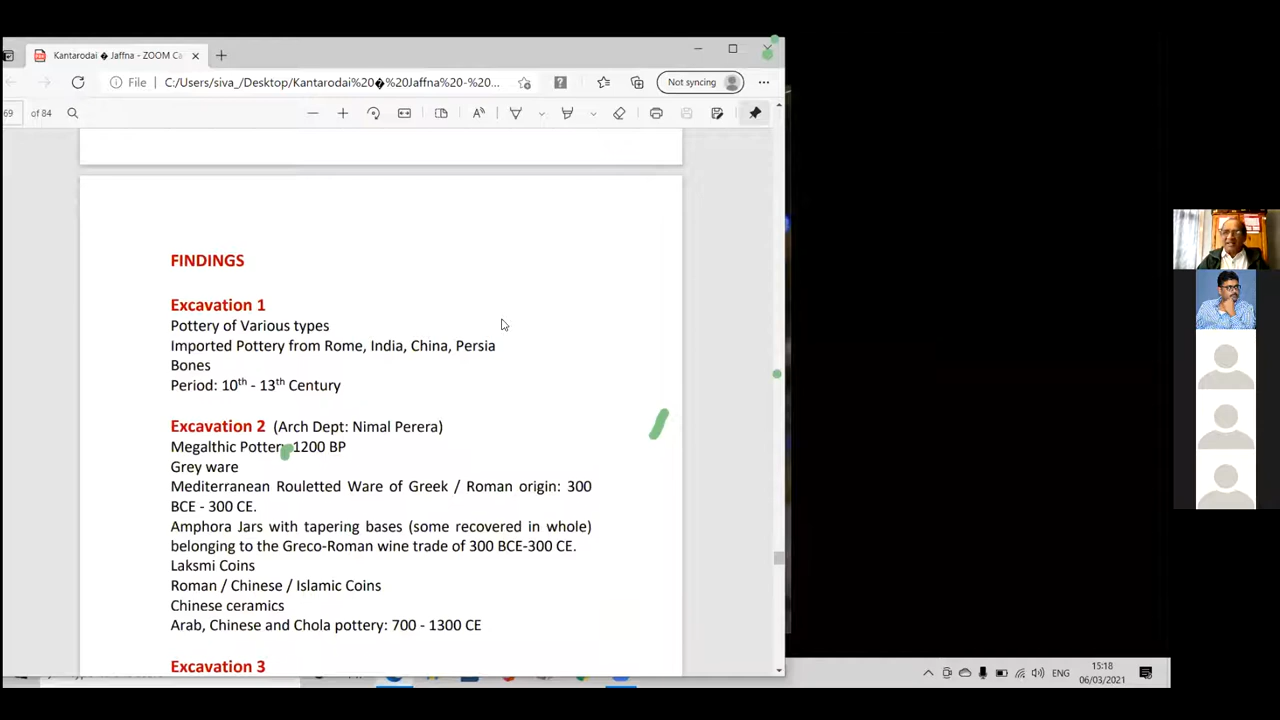 Kantarodai � Jaffna - ZOOM Ca
File C:/Users/siva_/Desktop/Kantarodai%20�%20Jaffna%20-%20... Not syncing
69 of 84
FINDINGS
Excavation 1
Pottery of Various types
Imported Pottery from Rome, India, China, Persia
Bones
Period: 10th - 13th Century
Excavation 2 (Arch Dept: Nimal Perera)
Megalthic Pottery 1200 BP
Grey ware
Mediterranean Rouletted Ware of Greek / Roman origin: 300
BCE - 300 CE.
Amphora Jars with tapering bases (some recovered in whole)
belonging to the Greco-Roman wine trade of 300 BCE-300 CE.
Laksmi Coins
Roman / Chinese / Islamic Coins
Chinese ceramics
Arab, Chinese and Chola pottery: 700 - 1300 CE
Excavation 3
ENG
15:18
06/03/2021